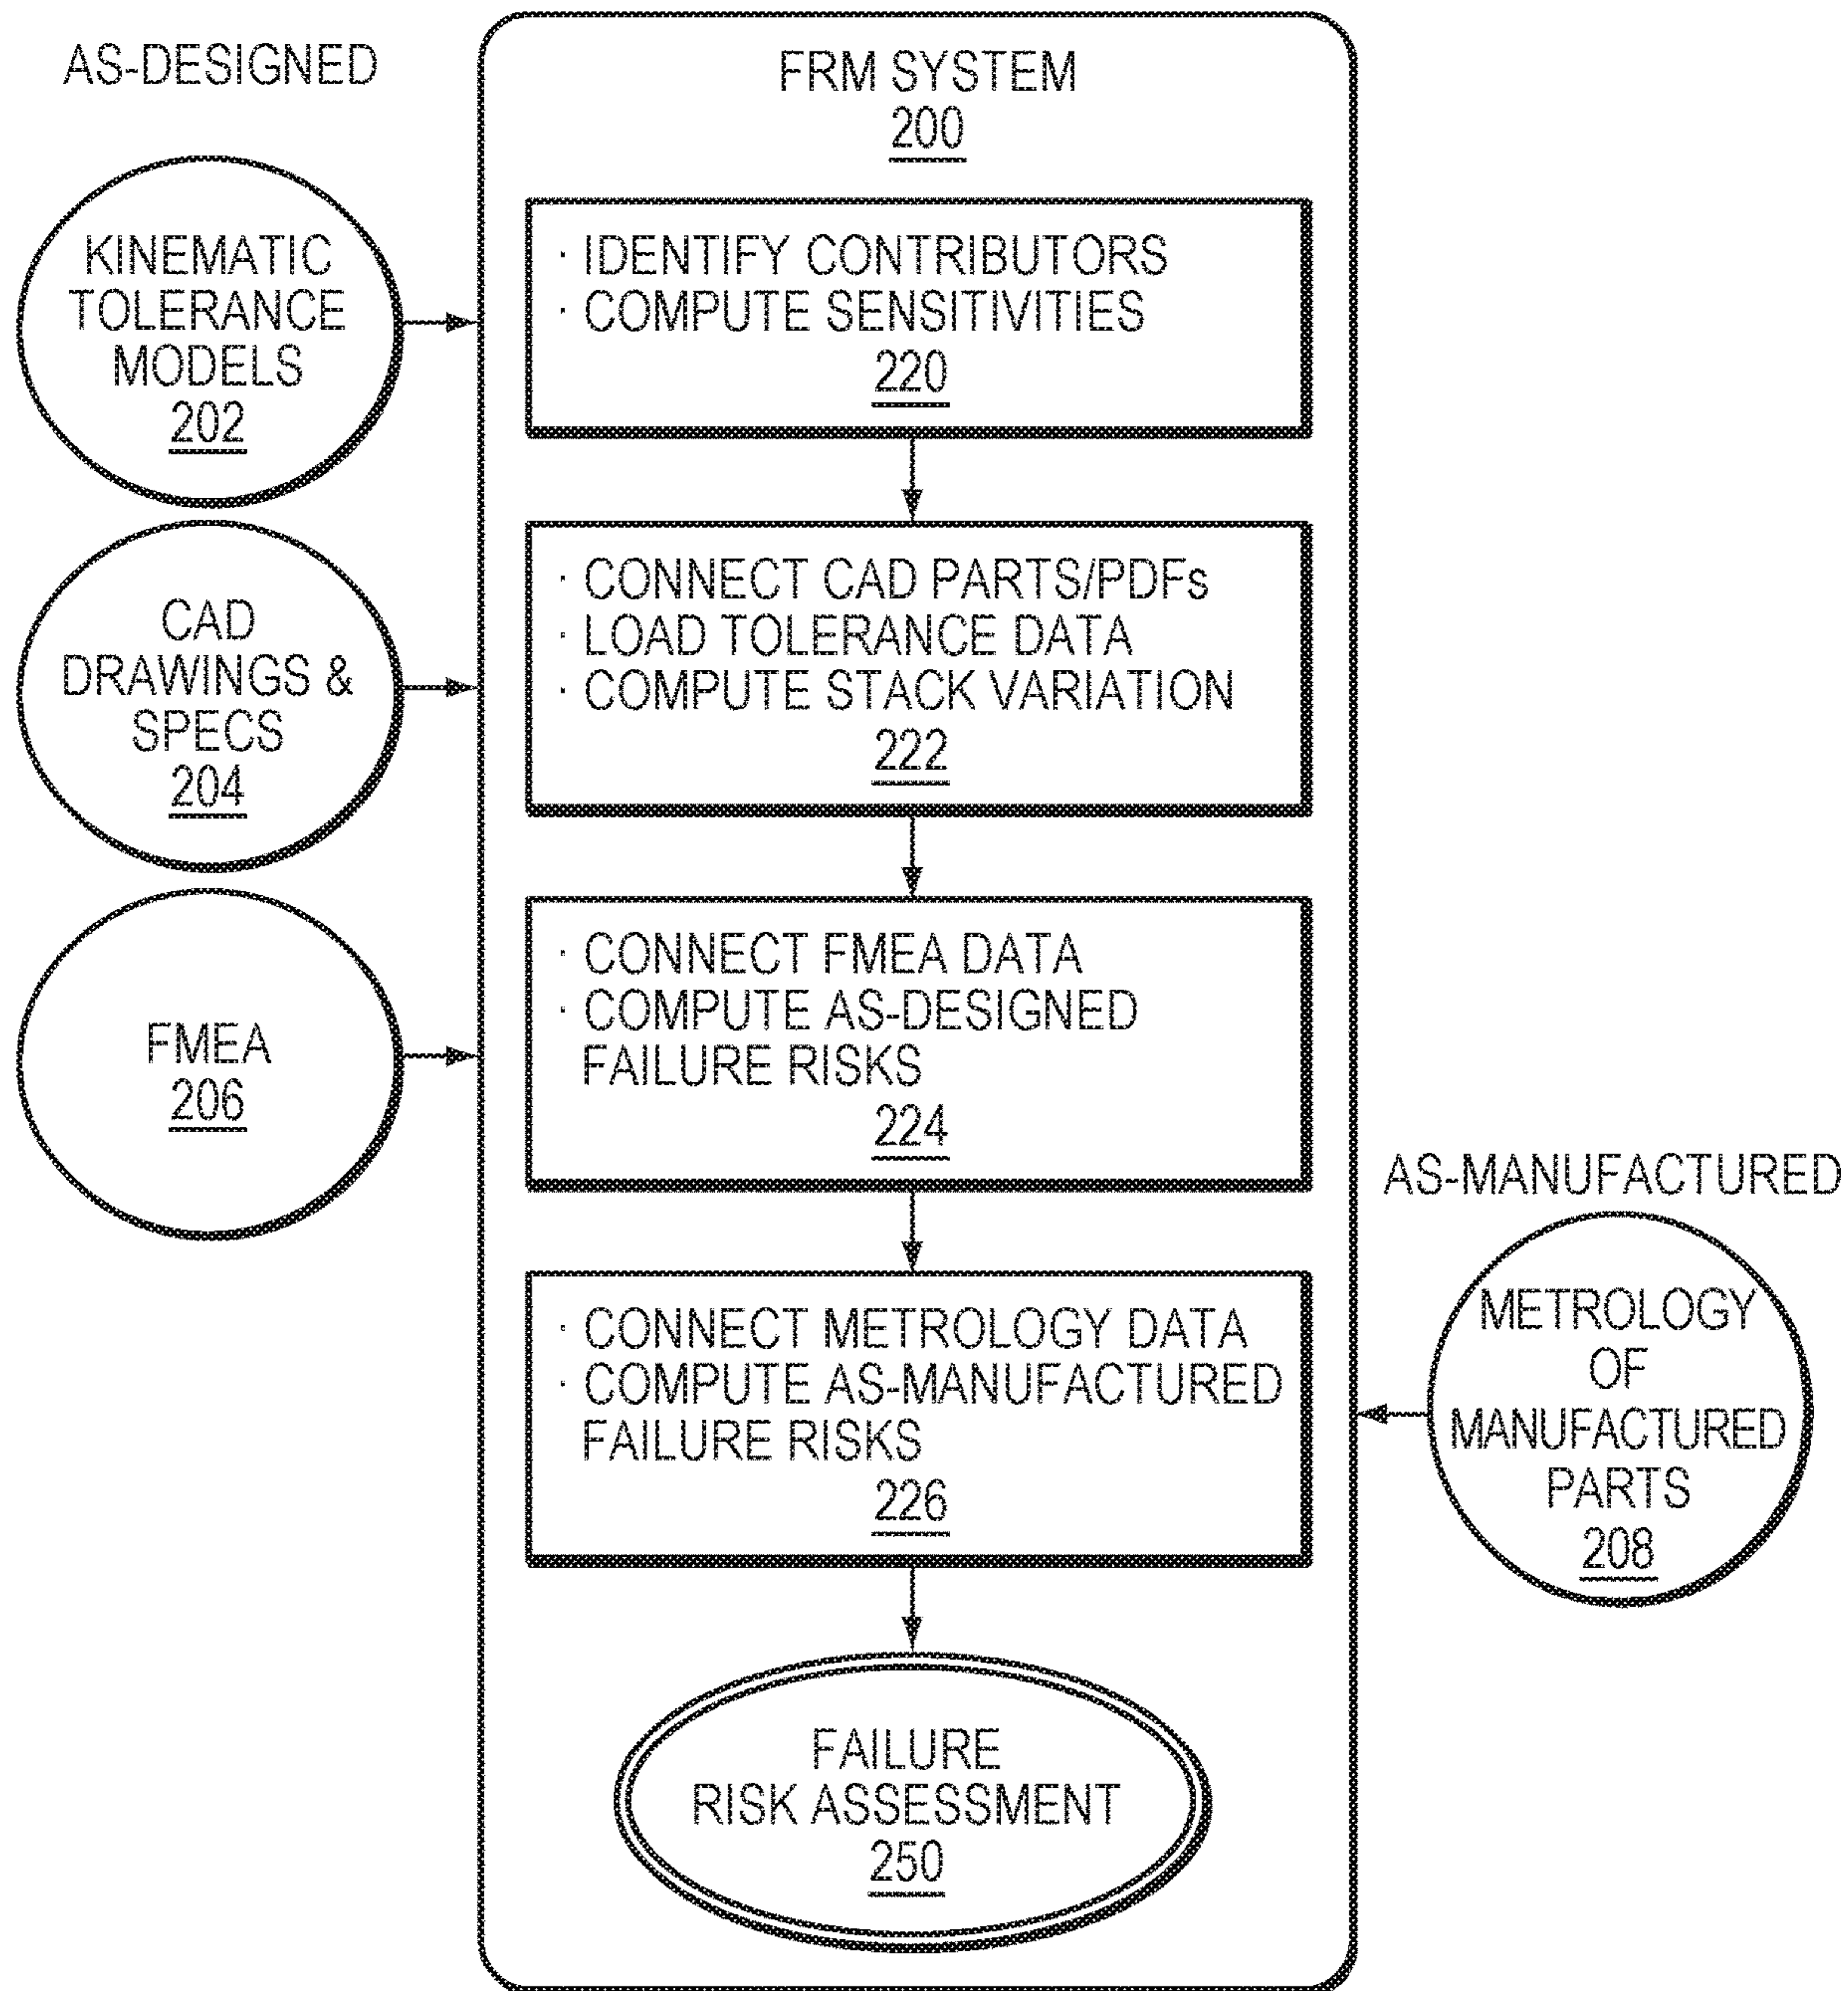 AS-DESIGNED
KINEMATIC
TOLERANCE
MODELS
202
CAD
DRAWINGS &
SPECS
204
FMEA
206
FRM SYSTEM
200
· IDENTIFY CONTRIBUTORS
· COMPUTE SENSITIVITIES
220
· CONNECT CAD PARTS/PDFs
· LOAD TOLERANCE DATA
· COMPUTE STACK VARIATION
222
· CONNECT FMEA DATA
· COMPUTE AS-DESIGNED
FAILURE RISKS
224
· CONNECT METROLOGY DATA
· COMPUTE AS-MANUFACTURED
FAILURE RISKS
226
FAILURE
RISK ASSESSMENT
250
AS-MANUFACTURED
METROLOGY
OF
MANUFACTURED
PARTS
208